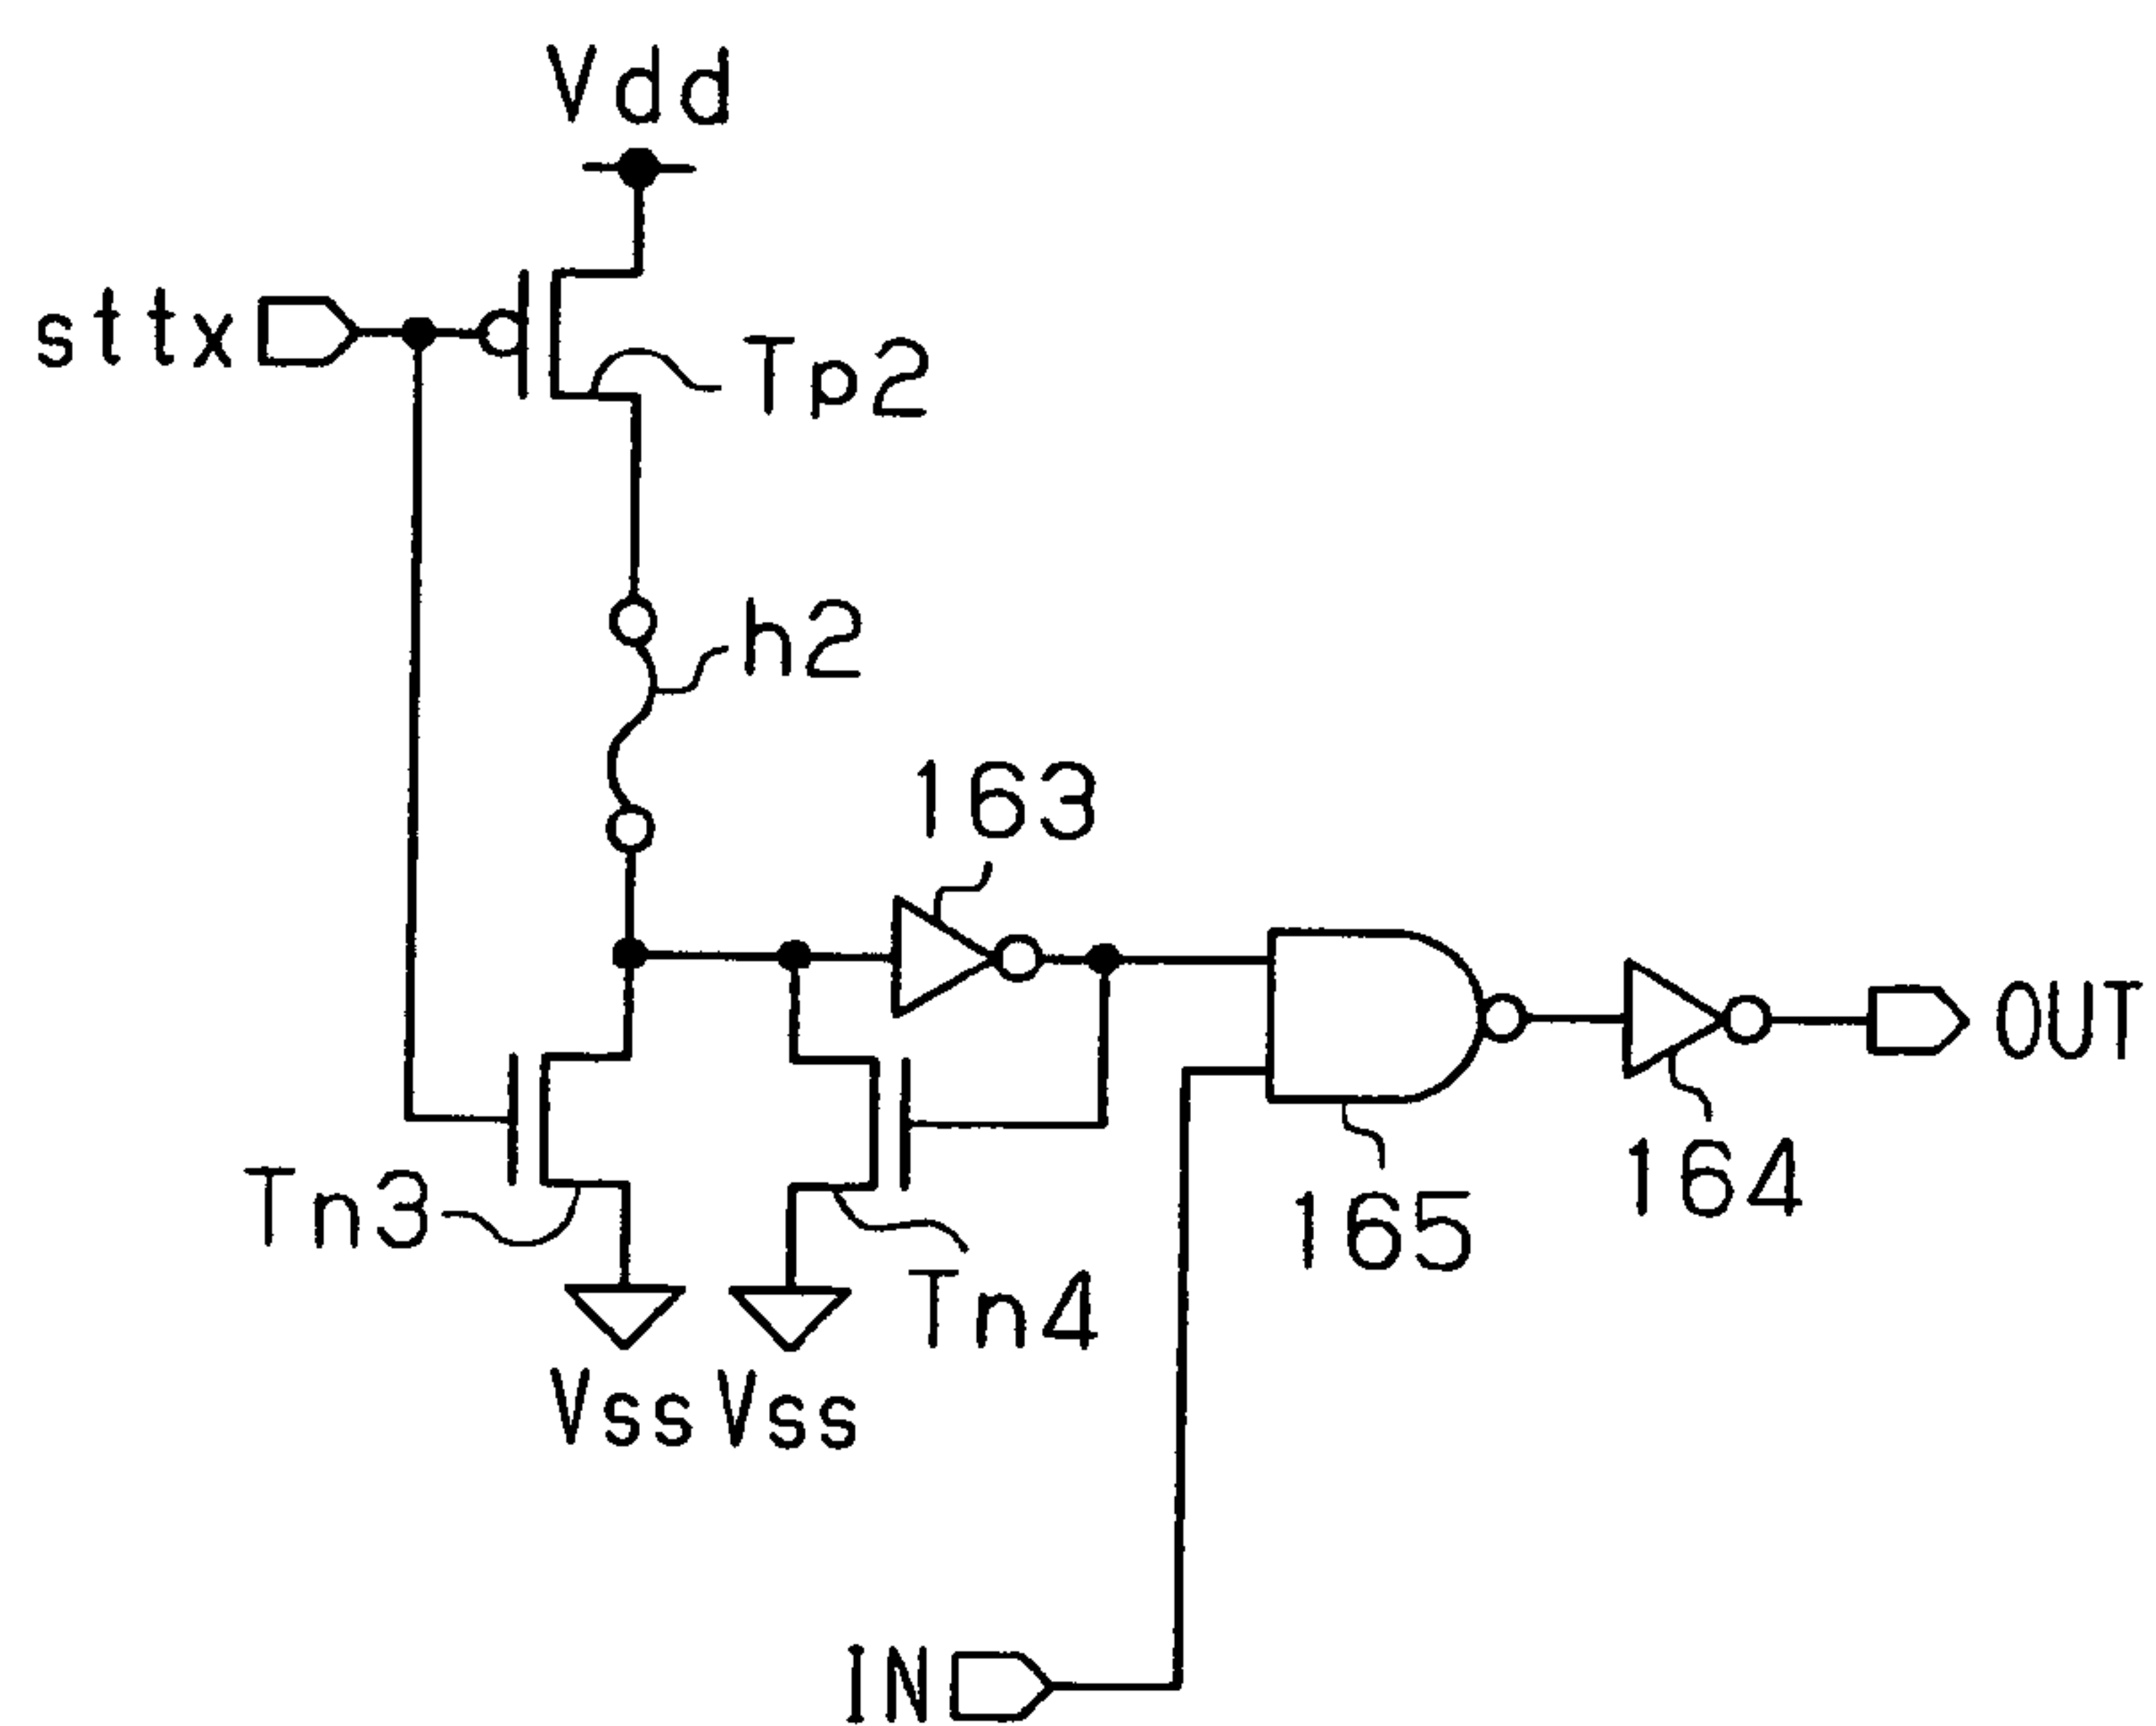 Vdd
sttx
Tp2
h2
163
OUT
164
Tn3
165
Tn4
Vss Vss
IN